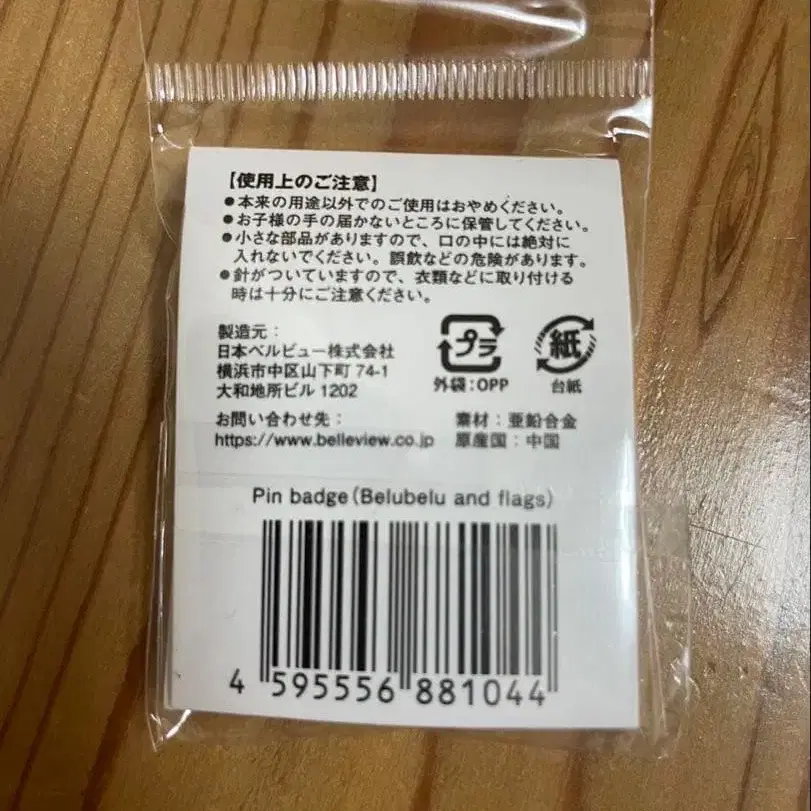 【使用上のご注意】
●本来の用途以外でのご使用はおやめください。
●お子様の手の届かないところに保管してください。
●小さな部品がありますので、口の中には絶対に
入れないでください。誤飲などの危険があります。
●針がついていますので、衣類などに取り付ける
時は十分にご注意ください。
製造元：
日本ベルビュー株式会社
横浜市中区山下町 74-1
大和地所ビル 1202
プラ
外袋：OPP
紙
台紙
お問い合わせ先：
https://www.belleview.co.jp
素材：亜鉛合金
原産国：中国
Pin badge(Belubelu and flags)
4 595556 881044